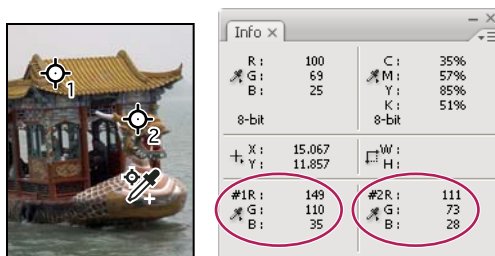 1
2
Info ×
R: 100 C: 35%
G: 69 M: 57%
B: 25 Y: 85%
K: 51%
8-bit 8-bit
X: 15.067 W:
Y: 11.857 H:
#1R: 149 #2R: 111
G: 110 G: 73
B: 35 B: 28